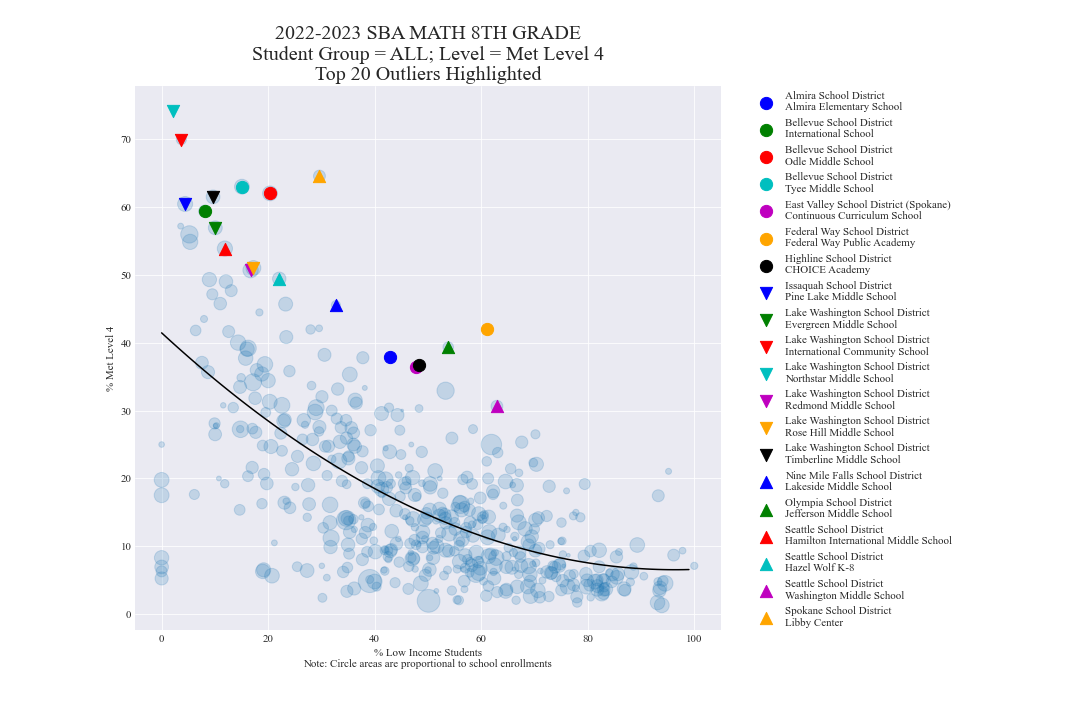 2022-2023 SBA MATH 8TH GRADE
Student Group = ALL; Level = Met Level 4
Top 20 Outliers Highlighted
% Met Level 4
70
60
50
40
30
20
10
0
0
20
40
60
80
100
% Low Income Students
Note: Circle areas are proportional to school enrollments
Almira School District
Almira Elementary School
Bellevue School District
International School
Bellevue School District
Odle Middle School
Bellevue School District
Tyee Middle School
East Valley School District (Spokane)
Continuous Curriculum School
Federal Way School District
Federal Way Public Academy
Highline School District
CHOICE Academy
Issaquah School District
Pine Lake Middle School
Lake Washington School District
Evergreen Middle School
Lake Washington School District
International Community School
Lake Washington School District
Northstar Middle School
Lake Washington School District
Redmond Middle School
Lake Washington School District
Rose Hill Middle School
Lake Washington School District
Timberline Middle School
Nine Mile Falls School District
Lakeside Middle School
Olympia School District
Jefferson Middle School
Seattle School District
Hamilton International Middle School
Seattle School District
Hazel Wolf K-8
Seattle School District
Washington Middle School
Spokane School District
Libby Center